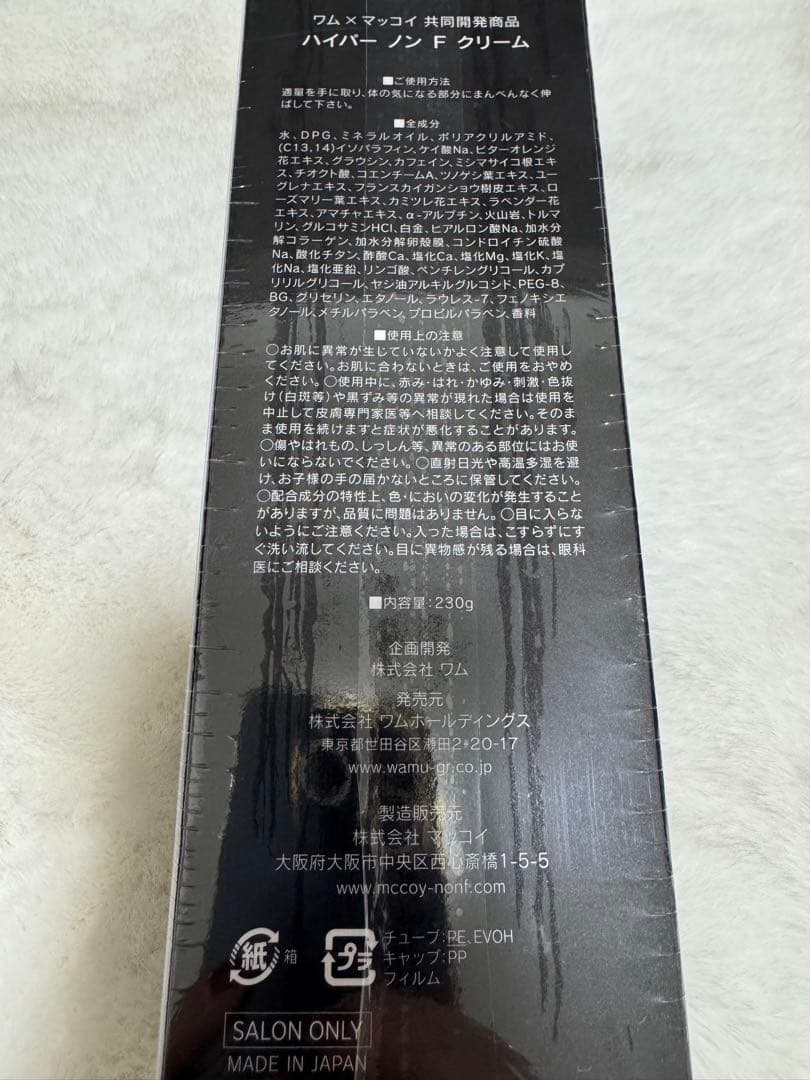 ワム×マッコイ 共同開発商品
ハイパー ノン F クリーム
■ご使用方法
適量を手に取り、体の気になる部分にまんべんなく伸
ばして下さい。
■全成分
水、DPG、ミネラルオイル、ポリアクリルアミド、
(C13,14)イソパラフィン、ケイ酸Na、ビターオレンジ
花エキス、グラウシン、カフェイン、ミシマサイコ根エキ
ス、チオクト酸、コエンチームA、ツノゲシ葉エキス、ユー
グレナエキス、フランスカイガンショウ樹皮エキス、ロ
ーズマリー葉エキス、カミツレ花エキス、ラベンダー花
エキス、アマチャエキス、α-アルブチン、火山岩、トルマ
リン、グルコサミンHCl、白金、ヒアルロン酸Na、加水分
解コラーゲン、加水分解卵殻膜、コンドロイチン硫酸
Na、酸化チタン、酢酸Ca、塩化Ca、塩化Mg、塩化K、塩
化Na、塩化亜鉛、リンゴ酸、ペンチレングリコール、カプ
リリルグリコール、ヤシ油アルキルグルコシド、PEG-8、
BG、グリセリン、エタノール、ラウレス-7、フェノキシエ
タノール、メチルパラベン、プロピルパラベン、香料
■使用上の注意
○お肌に異常が生じていないかよく注意して使用し
てください。お肌に合わないときは、ご使用をおやめ
ください。○使用中に、赤み・はれ・かゆみ・刺激・色抜
け(白斑等)や黒ずみ等の異常が現れた場合は使用を
中止して皮膚専門家医等へ相談してください。そのま
ま使用を続けますと症状が悪化することがあります。
○傷やはれもの、しっしん等、異常のある部位にはお使
いにならないでください。○直射日光や高温多湿を避
け、お子様の手の届かないところに保管してください。
○配合成分の特性上、色・においの変化が発生すること
がありますが、品質に問題はありません。○目に入らな
いようにご注意ください。入った場合は、こすらずにす
ぐ洗い流してください。目に異物感が残る場合は、眼科
医にご相談ください。
■内容量:230g
企画開発
株式会社 ワム
発売元
株式会社 ワムホールディングス
東京都世田谷区瀬田2-20-17
www.wamu-gr.co.jp
製造販売元
株式会社 マッコイ
大阪府大阪市中央区西心斎橋1-5-5
www.mccoy-nonf.com
紙 箱
プラ チューブ:PE、EVOH
キャップ:PP
フィルム
SALON ONLY
MADE IN JAPAN